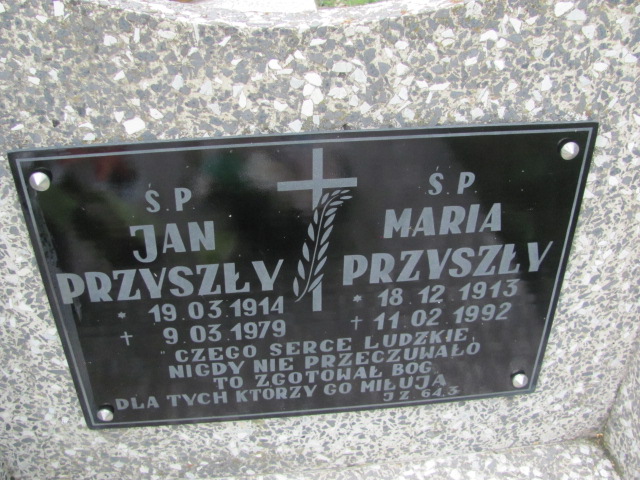 Ś.P.
JAN
PRZYSZŁY
* 19.03.1914
+ 9.03.1979
Ś.P.
MARIA
PRZYSZŁY
* 18.12.1913
+ 11.02.1992
"CZEGO SERCE LUDZKIE
NIGDY NIE PRZECZUWAŁO
TO ZGOTOWAŁ BÓG
DLA TYCH KTÓRZY GO MIŁUJĄ
JZ 64.3